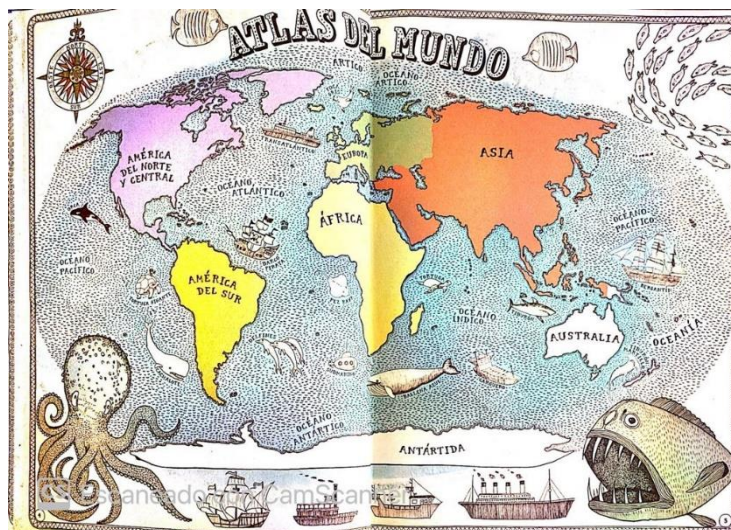 ATLAS DEL MUNDO
ÁRTICO
OCÉANO
ÁRTICO
TRANSATLÁNTICO
AMÉRICA
DEL NORTE
Y CENTRAL
EUROPA
ASIA
OCÉANO
ATLÁNTICO
ÁFRICA
OCÉANO
PACÍFICO
OCÉANO
PACÍFICO
AMÉRICA
DEL SUR
OCÉANO
ÍNDICO
AUSTRALIA
OCEANÍA
OCÉANO
ANTÁRTICO
ANTÁRTIDA
Escaneado con CamScanner